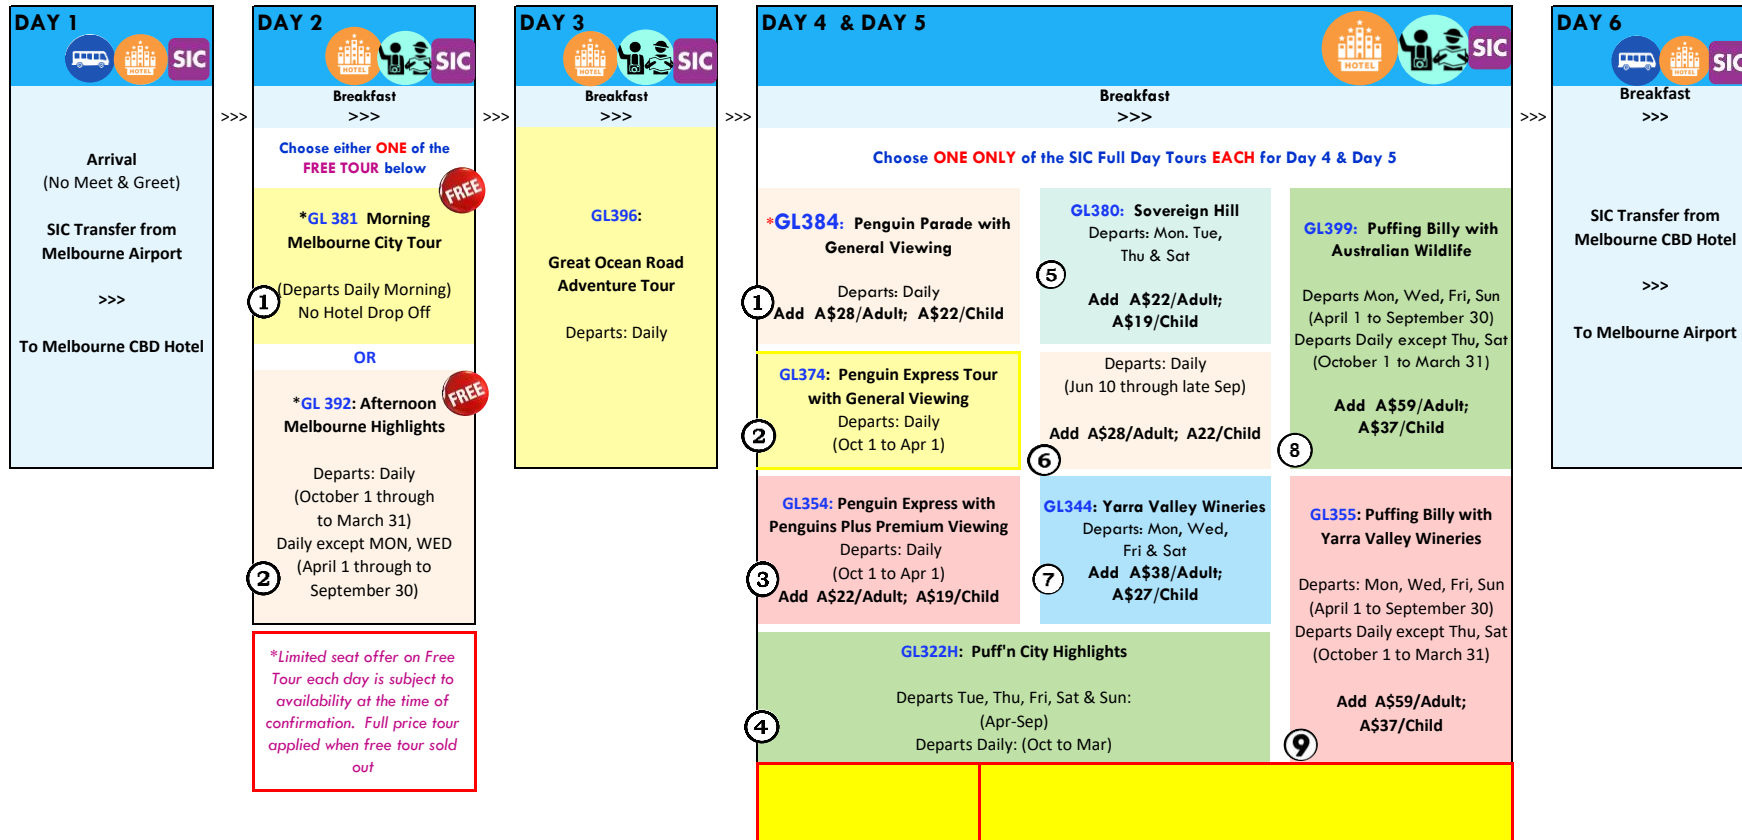 DAY 1
HOTEL
SIC
Arrival
(No Meet & Greet)
SIC Transfer from
Melbourne Airport
>>>
To Melbourne CBD Hotel
>>>
DAY 2
HOTEL
SIC
Breakfast
>>>
Choose either ONE of the
FREE TOUR below
FREE
*GL 381 Morning
Melbourne City Tour
(Departs Daily Morning)
No Hotel Drop Off
1
OR
FREE
*GL 392: Afternoon
Melbourne Highlights
Departs: Daily
(October 1 through
to March 31)
Daily except MON, WED
(April 1 through to
September 30)
2
*Limited seat offer on Free
Tour each day is subject to
availability at the time of
confirmation. Full price tour
applied when free tour sold
out
>>>
DAY 3
HOTEL
SIC
Breakfast
>>>
GL396:
Great Ocean Road
Adventure Tour
Departs: Daily
>>>
DAY 4 & DAY 5
HOTEL
SIC
Breakfast
>>>
Choose ONE ONLY of the SIC Full Day Tours EACH for Day 4 & Day 5
*GL384: Penguin Parade with
General Viewing
Departs: Daily
Add A$28/Adult; A$22/Child
1
GL374: Penguin Express Tour
with General Viewing
Departs: Daily
(Oct 1 to Apr 1)
2
GL354: Penguin Express with
Penguins Plus Premium Viewing
Departs: Daily
(Oct 1 to Apr 1)
Add A$22/Adult; A$19/Child
3
GL322H: Puff'n City Highlights
Departs Tue, Thu, Fri, Sat & Sun:
(Apr-Sep)
Departs Daily: (Oct to Mar)
4
GL380: Sovereign Hill
Departs: Mon. Tue,
Thu & Sat
Add A$22/Adult;
A$19/Child
5
Departs: Daily
(Jun 10 through late Sep)
Add A$28/Adult; A22/Child
6
GL344: Yarra Valley Wineries
Departs: Mon, Wed,
Fri & Sat
Add A$38/Adult;
A$27/Child
7
GL399: Puffing Billy with
Australian Wildlife
Departs Mon, Wed, Fri, Sun
(April 1 to September 30)
Departs Daily except Thu, Sat
(October 1 to March 31)
Add A$59/Adult;
A$37/Child
8
GL355: Puffing Billy with
Yarra Valley Wineries
Departs: Mon, Wed, Fri, Sun
(April 1 to September 30)
Departs Daily except Thu, Sat
(October 1 to March 31)
Add A$59/Adult;
A$37/Child
9
>>>
DAY 6
HOTEL
SIC
Breakfast
>>>
SIC Transfer from
Melbourne CBD Hotel
>>>
To Melbourne Airport